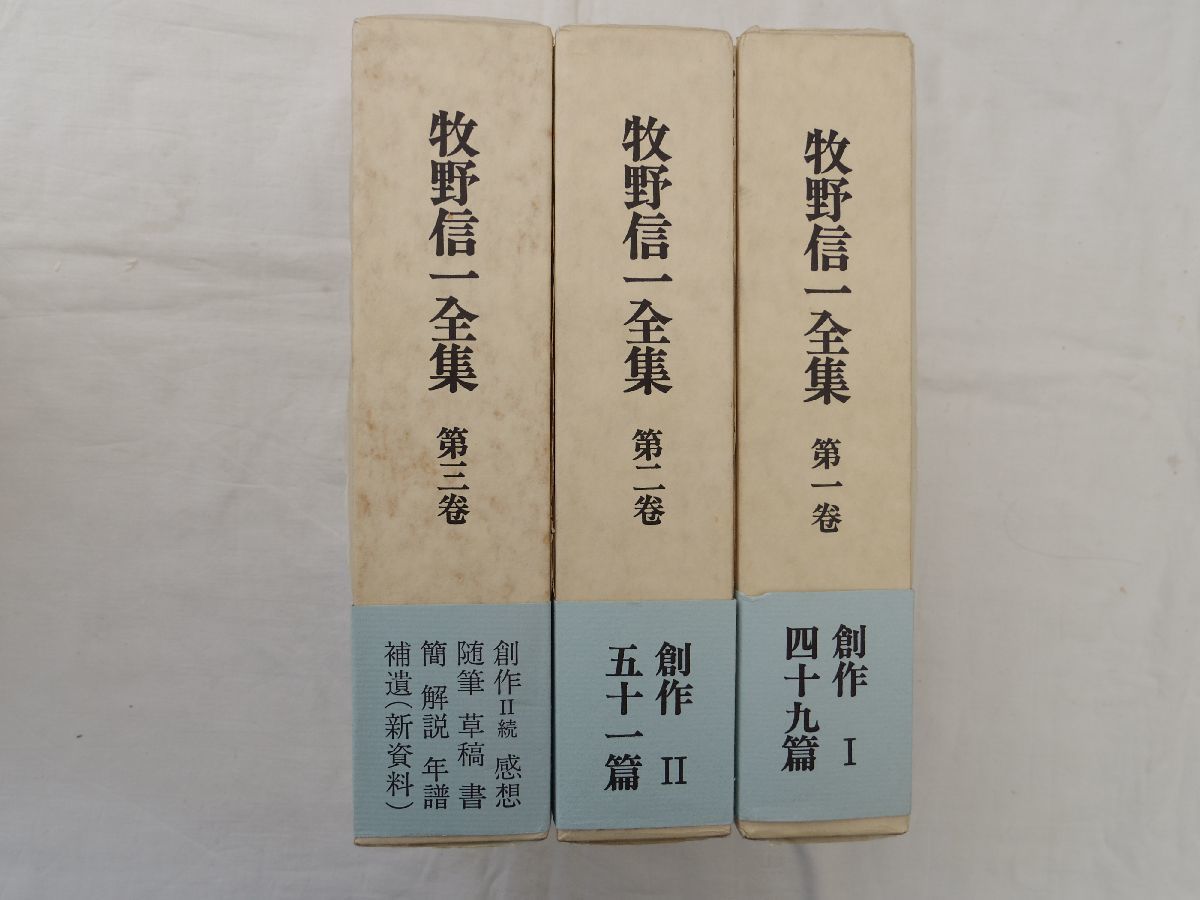 牧野信一全集 第一卷
創作 I
四十九篇
牧野信一全集 第二卷
創作 II
五十一篇
牧野信一全集 第三卷
創作II続 感想
随筆 草稿 書
簡 解説 年譜
補遺(新資料)